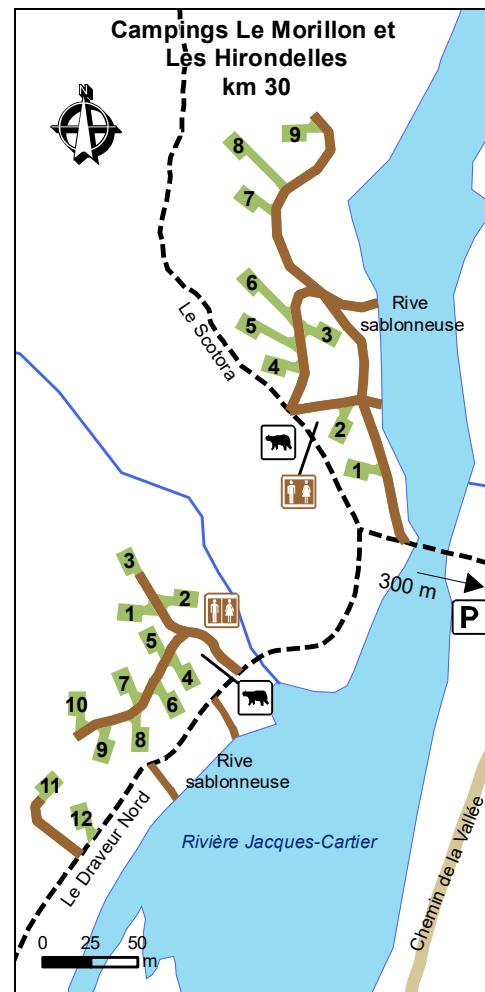 Campings Le Morillon et
Les Hirondelles
km 30
N
9
8
7
6
5
3
4
2
1
Rive
sablonneuse
Le Scotora
300 m
P
3
2
1
5
4
7
6
10
9
8
11
12
Rive
sablonneuse
Le Draveur Nord
Rivière Jacques-Cartier
Chemin de la Vallée
0 25 50
m